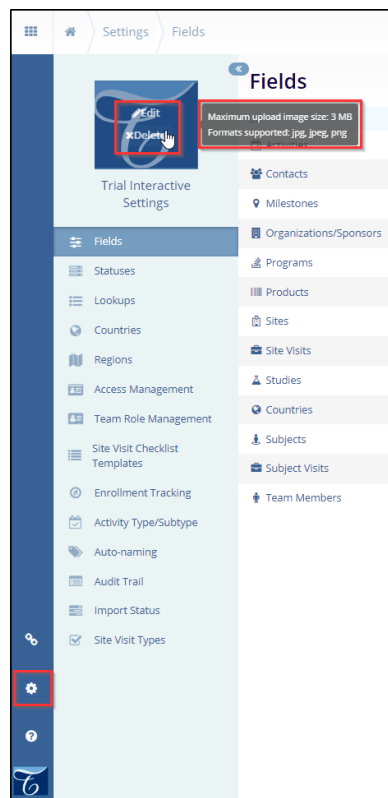 Settings
Fields
Fields
Edit
Delete
Maximum upload image size: 3 MB
Formats supported: jpg, jpeg, png
Activities
Trial Interactive
Settings
Contacts
Milestones
Organizations/Sponsors
Programs
Products
Sites
Site Visits
Studies
Countries
Subjects
Subject Visits
Team Members
Fields
Statuses
Lookups
Countries
Regions
Access Management
Team Role Management
Site Visit Checklist
Templates
Enrollment Tracking
Activity Type/Subtype
Auto-naming
Audit Trail
Import Status
Site Visit Types